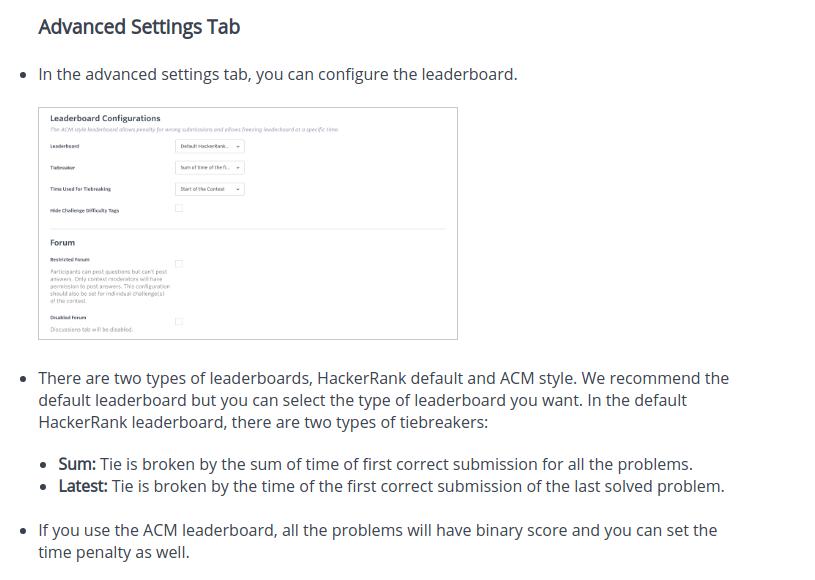 Advanced Settings Tab
In the advanced settings tab, you can configure the leaderboard.
Leaderboard Configurations
The ACM style leaderboard allows penalty for wrong submissions and allows freezing leaderboard at a specific time.
Leaderboard Default HackerRank...
Tiebreaker Sum of time of the fi...
Time Used for Tiebreaking Start of the Contest
Hide Challenge Difficulty Tags
Forum
Restricted Forum
Participants can post questions but can't post
answers. Only contest moderators will have
permission to post answers. This configuration
should also be set for individual challenge(s)
of the contest.
Disabled Forum
Discussions tab will be disabled.
There are two types of leaderboards, HackerRank default and ACM style. We recommend the
default leaderboard but you can select the type of leaderboard you want. In the default
HackerRank leaderboard, there are two types of tiebreakers:
Sum: Tie is broken by the sum of time of first correct submission for all the problems.
Latest: Tie is broken by the time of the first correct submission of the last solved problem.
If you use the ACM leaderboard, all the problems will have binary score and you can set the
time penalty as well.